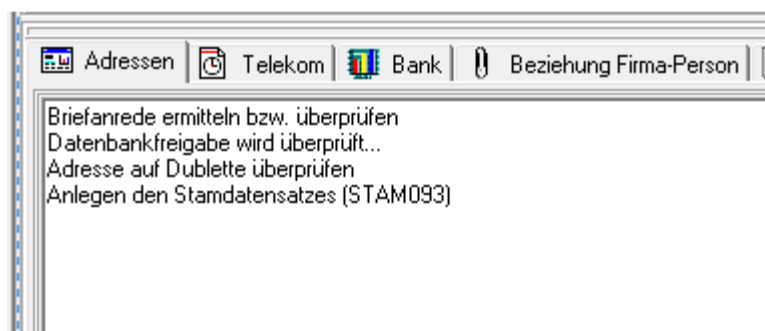 Adressen Telekom Bank Beziehung Firma-Person
Briefanrede ermitteln bzw. überprüfen
Datenbankfreigabe wird überprüft...
Adresse auf Dublette überprüfen
Anlegen den Stamdatensatzes (STAM093)